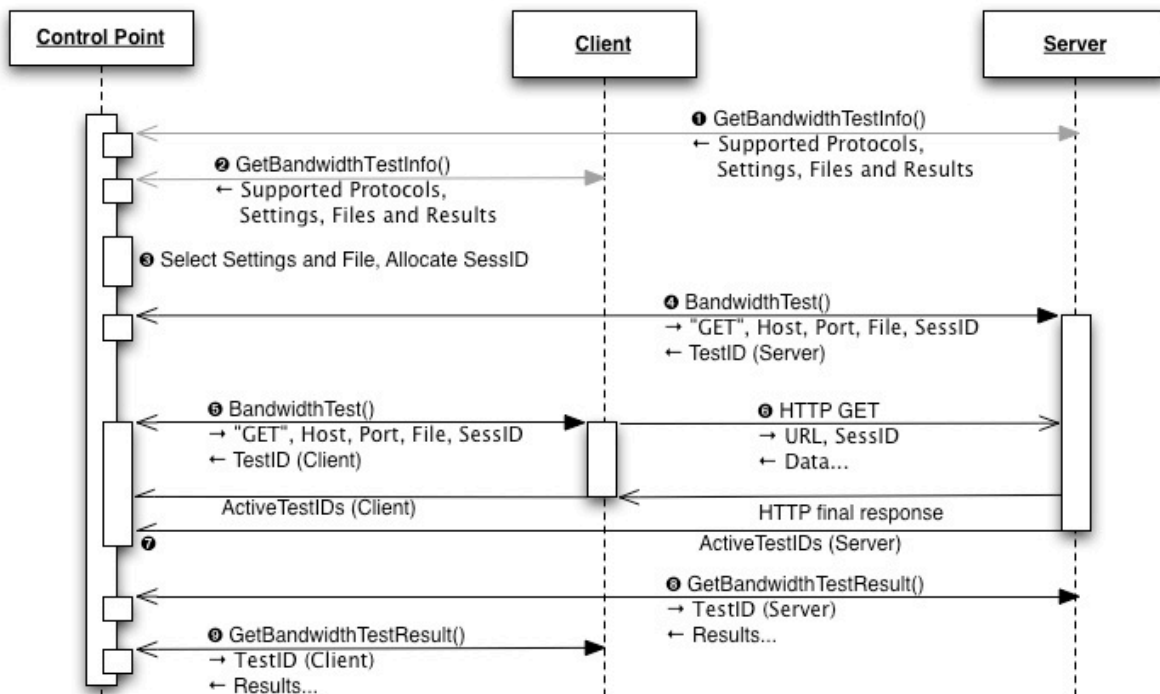 Control Point
Client
Server
❶ GetBandwidthTestInfo()
← Supported Protocols,
Settings, Files and Results
❷ GetBandwidthTestInfo()
← Supported Protocols,
Settings, Files and Results
❸ Select Settings and File, Allocate SessID
❹ BandwidthTest()
→ "GET", Host, Port, File, SessID
← TestID (Server)
❺ BandwidthTest()
→ "GET", Host, Port, File, SessID
← TestID (Client)
❻ HTTP GET
→ URL, SessID
← Data...
ActiveTestIDs (Client)
HTTP final response
❼
ActiveTestIDs (Server)
❽ GetBandwidthTestResult()
→ TestID (Server)
← Results...
❾ GetBandwidthTestResult()
→ TestID (Client)
← Results...